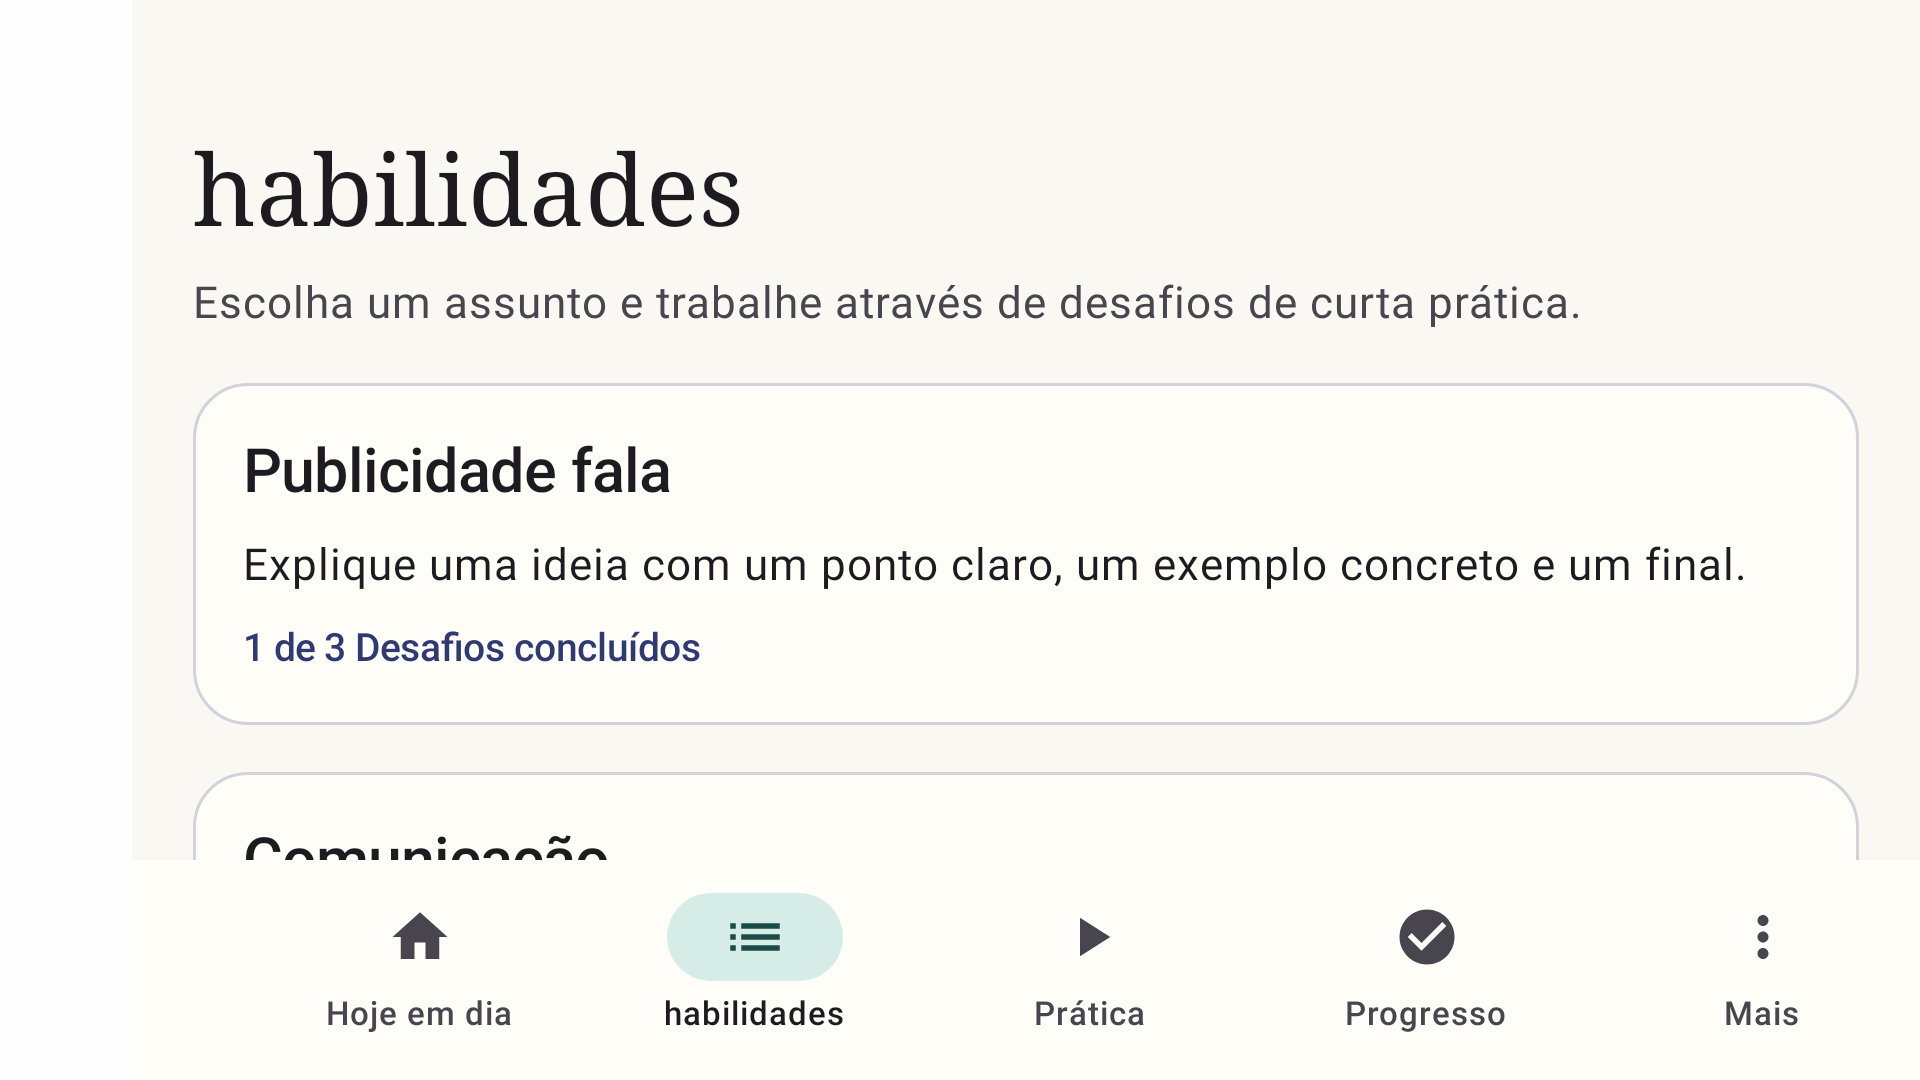 habilidades
Escolha um assunto e trabalhe através de desafios de curta prática.
Publicidade fala
Explique uma ideia com um ponto claro, um exemplo concreto e um final.
1 de 3 Desafios concluídos
Comunicação
Hoje em dia
habilidades
Prática
Progresso
Mais